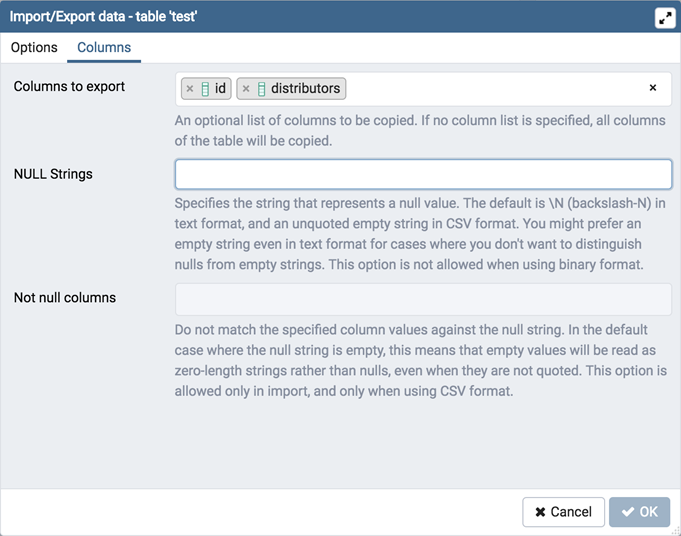 Import/Export data - table 'test'
Options Columns
Columns to export
× id × distributors ×
An optional list of columns to be copied. If no column list is specified, all columns
of the table will be copied.
NULL Strings
Specifies the string that represents a null value. The default is \N (backslash-N) in
text format, and an unquoted empty string in CSV format. You might prefer an
empty string even in text format for cases where you don't want to distinguish
nulls from empty strings. This option is not allowed when using binary format.
Not null columns
Do not match the specified column values against the null string. In the default
case where the null string is empty, this means that empty values will be read as
zero-length strings rather than nulls, even when they are not quoted. This option is
allowed only in import, and only when using CSV format.
✖ Cancel ✔ OK